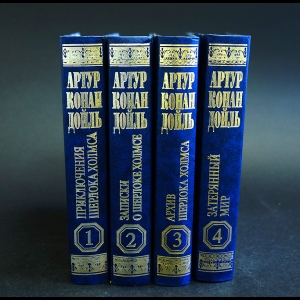 АРТУР
КОНАН
ДОЙЛЬ
ПРИКЛЮЧЕНИЯ
ШЕРЛОКА ХОЛМСА
1
АРТУР
КОНАН
ДОЙЛЬ
ЗАПИСКИ
О ШЕРЛОКЕ ХОЛМСЕ
2
АРТУР
КОНАН
ДОЙЛЬ
АРХИВ
ШЕРЛОКА ХОЛМСА
3
АРТУР
КОНАН
ДОЙЛЬ
ЗАТЕРЯННЫЙ
МИР
4